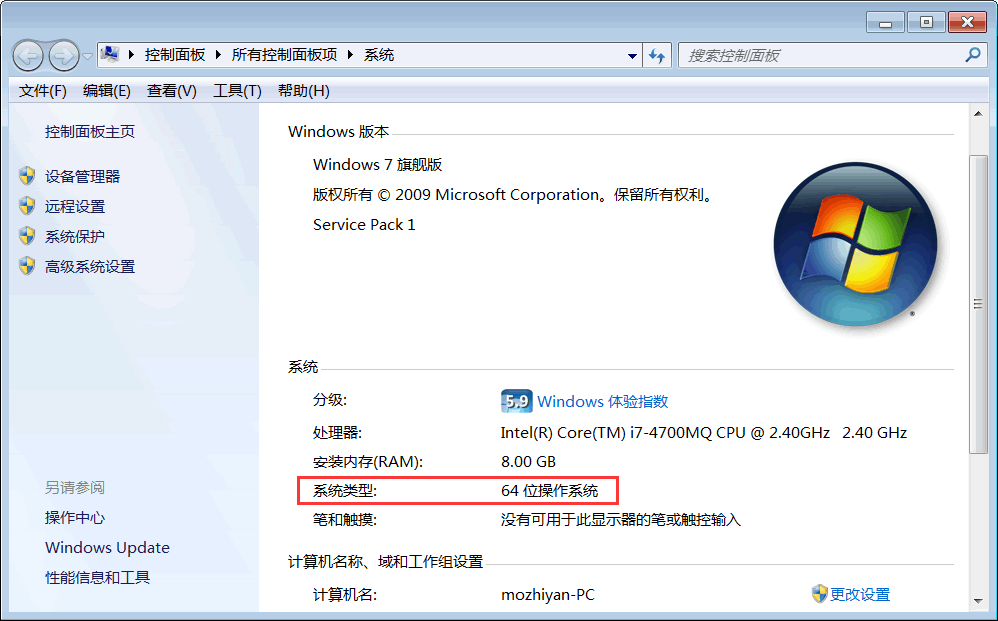 控制面板 所有控制面板项 系统 搜索控制面板
文件(F) 编辑(E) 查看(V) 工具(T) 帮助(H)
控制面板主页
设备管理器
远程设置
系统保护
高级系统设置
另请参阅
操作中心
Windows Update
性能信息和工具
Windows 版本
Windows 7 旗舰版
版权所有 © 2009 Microsoft Corporation。保留所有权利。
Service Pack 1
系统
分级: 5.9 Windows 体验指数
处理器: Intel(R) Core(TM) i7-4700MQ CPU @ 2.40GHz 2.40 GHz
安装内存(RAM): 8.00 GB
系统类型: 64 位操作系统
笔和触摸: 没有可用于此显示器的笔或触控输入
计算机名称、域和工作组设置
计算机名: mozhiyan-PC 更改设置